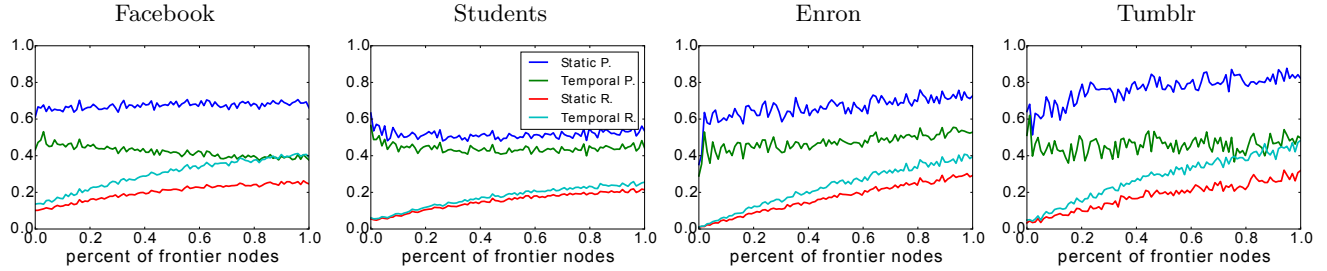 Facebook Students Enron Tumblr
1.0 1.0 1.0 1.0
Static P.
0.8 0.8 0.8 0.8
Temporal P.
0.6 0.6 0.6 0.6
Static R.
Temporal R.
0.4 0.4 0.4 0.4
0.2 0.2 0.2 0.2
0.0 0.0 0.0 0.0
0.0 0.2 0.4 0.6 0.8 1.0 0.0 0.2 0.4 0.6 0.8 1.0 0.0 0.2 0.4 0.6 0.8 1.0 0.0 0.2 0.4 0.6 0.8 1.0
percent of frontier nodes percent of frontier nodes percent of frontier nodes percent of frontier nodes